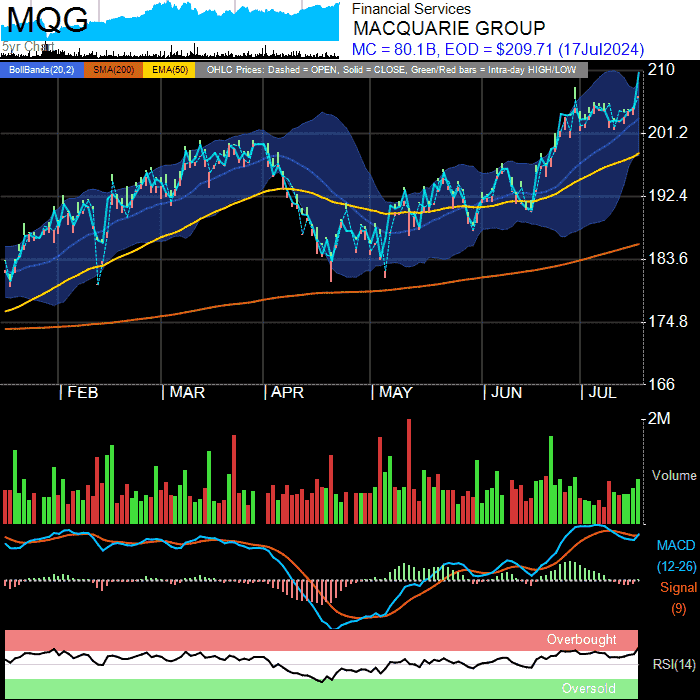 MQG
5yr Chart
Financial Services
MACQUARIE GROUP
MC = 80.1B, EOD = $209.71 (17Jul2024)
BollBands(20,2) SMA(200) EMA(50) OHLC Prices: Dashed = OPEN, Solid = CLOSE, Green/Red bars = Intra-day HIGH/LOW
210
201.2
192.4
183.6
174.8
166
FEB MAR APR MAY JUN JUL
2M
Volume
MACD
(12-26)
Signal
(9)
Overbought
RSI(14)
Oversold